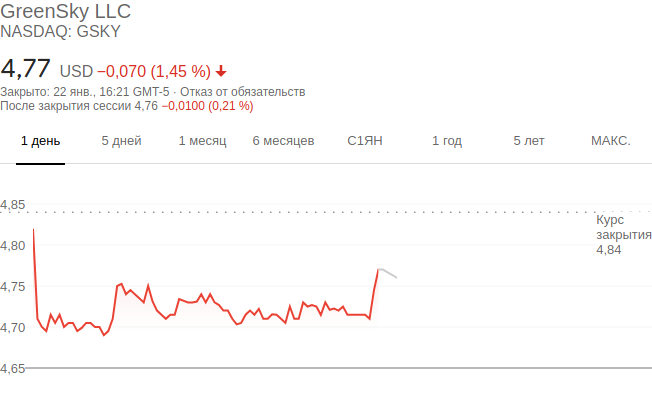 GreenSky LLC
NASDAQ: GSKY
4,77 USD −0,070 (1,45 %)
Закрыто: 22 янв., 16:21 GMT-5 · Отказ от обязательств
После закрытия сессии 4,76 −0,0100 (0,21 %)
1 день 5 дней 1 месяц 6 месяцев С1ЯН 1 год 5 лет МАКС.
4,85
Курс
закрытия
4,84
4,80
4,75
4,70
4,65